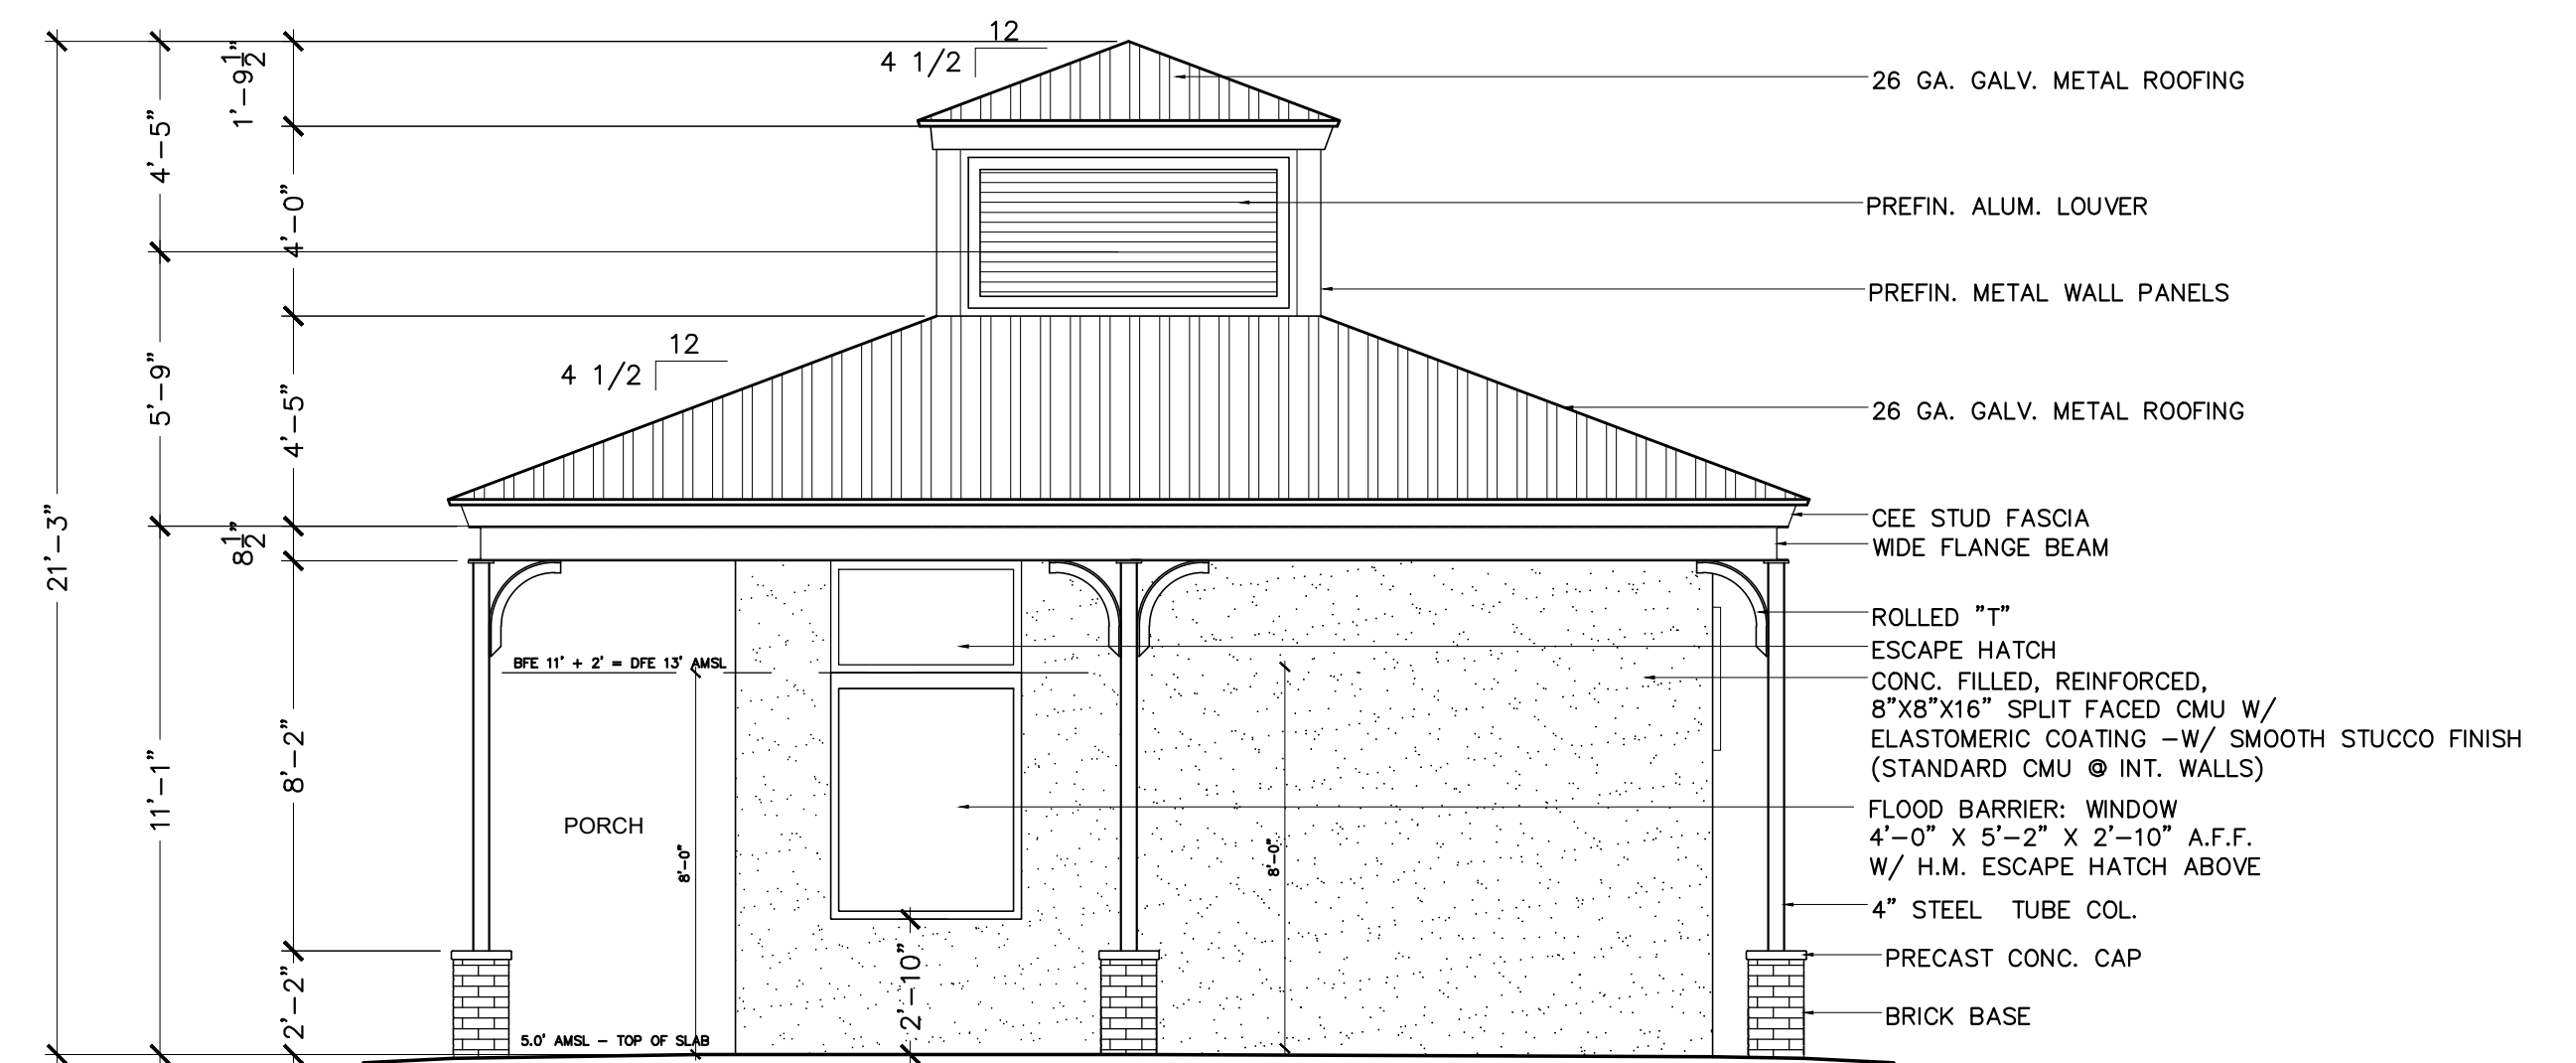 12
4 1/2
1'-9 1/2"
4'-5"
4'-0"
12
4 1/2
5'-9"
4'-5"
21'-3"
8 1/2"
11'-1"
8'-2"
2'-2"
BFE 11' + 2' = DFE 13' AMSL
PORCH
8'-0"
8'-0"
2'-10"
5.0' AMSL – TOP OF SLAB
26 GA. GALV. METAL ROOFING
PREFIN. ALUM. LOUVER
PREFIN. METAL WALL PANELS
26 GA. GALV. METAL ROOFING
CEE STUD FASCIA
WIDE FLANGE BEAM
ROLLED "T"
ESCAPE HATCH
CONC. FILLED, REINFORCED,
8"X8"X16" SPLIT FACED CMU W/
ELASTOMERIC COATING –W/ SMOOTH STUCCO FINISH
(STANDARD CMU @ INT. WALLS)
FLOOD BARRIER: WINDOW
4'-0" X 5'-2" X 2'-10" A.F.F.
W/ H.M. ESCAPE HATCH ABOVE
4" STEEL TUBE COL.
PRECAST CONC. CAP
BRICK BASE